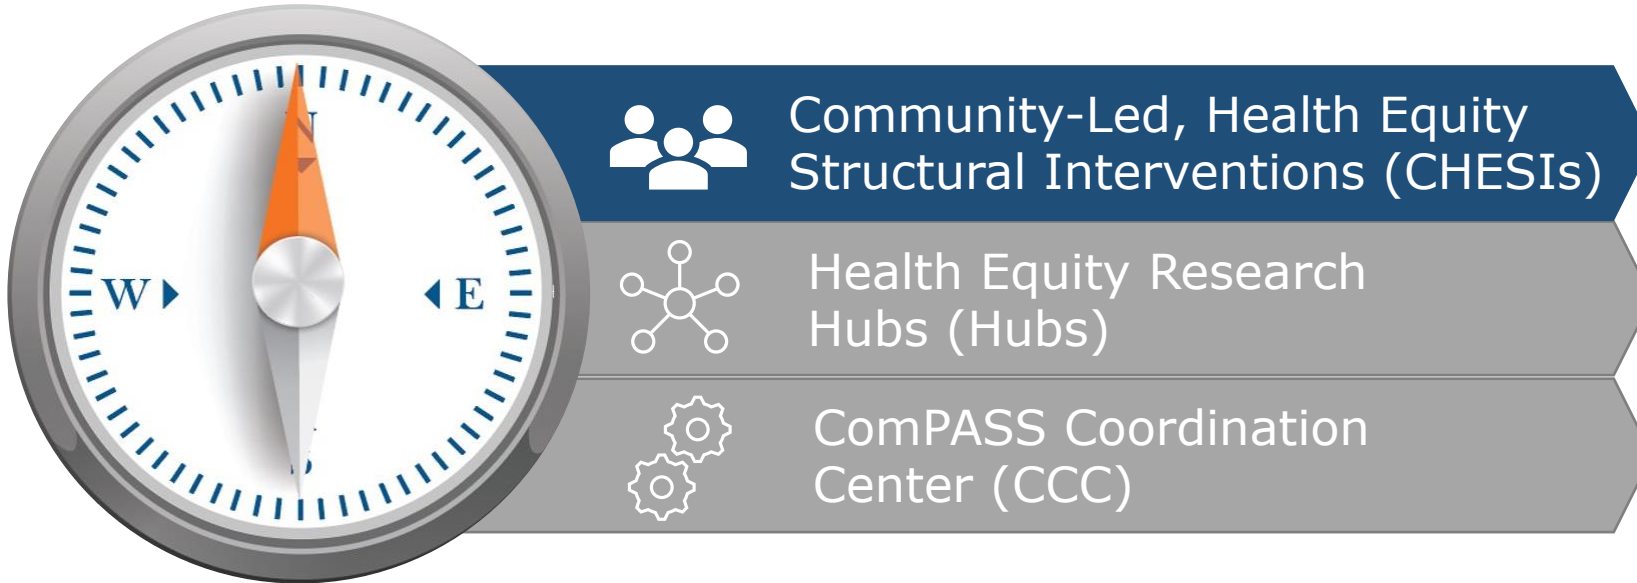 N
W
E
S
Community-Led, Health Equity
Structural Interventions (CHESIs)
Health Equity Research
Hubs (Hubs)
ComPASS Coordination
Center (CCC)